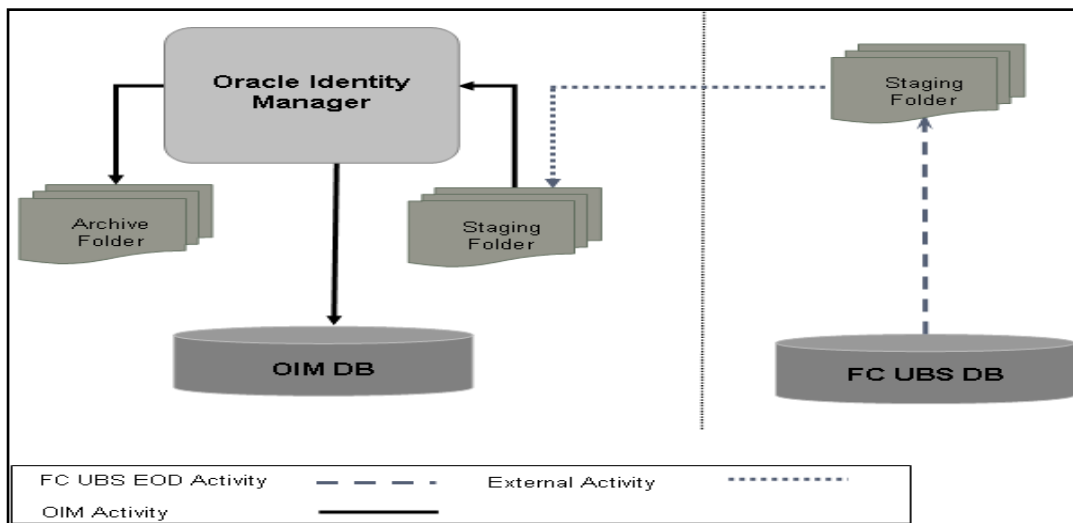 Oracle Identity
Manager
Staging
Folder
Archive
Folder
Staging
Folder
OIM DB
FC UBS DB
FC UBS EOD Activity
External Activity
OIM Activity